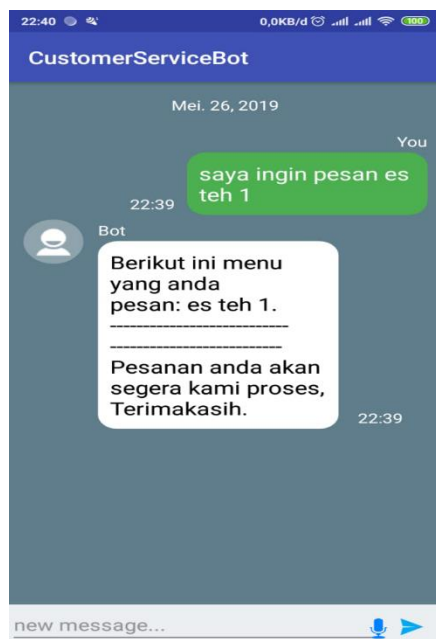 22:40 0,0KB/d 100
CustomerServiceBot
Mei. 26, 2019
You
saya ingin pesan es
teh 1
22:39
Bot
Berikut ini menu
yang anda
pesan: es teh 1.
---------------------------
--------------------------
Pesanan anda akan
segera kami proses,
Terimakasih.
22:39
new message...